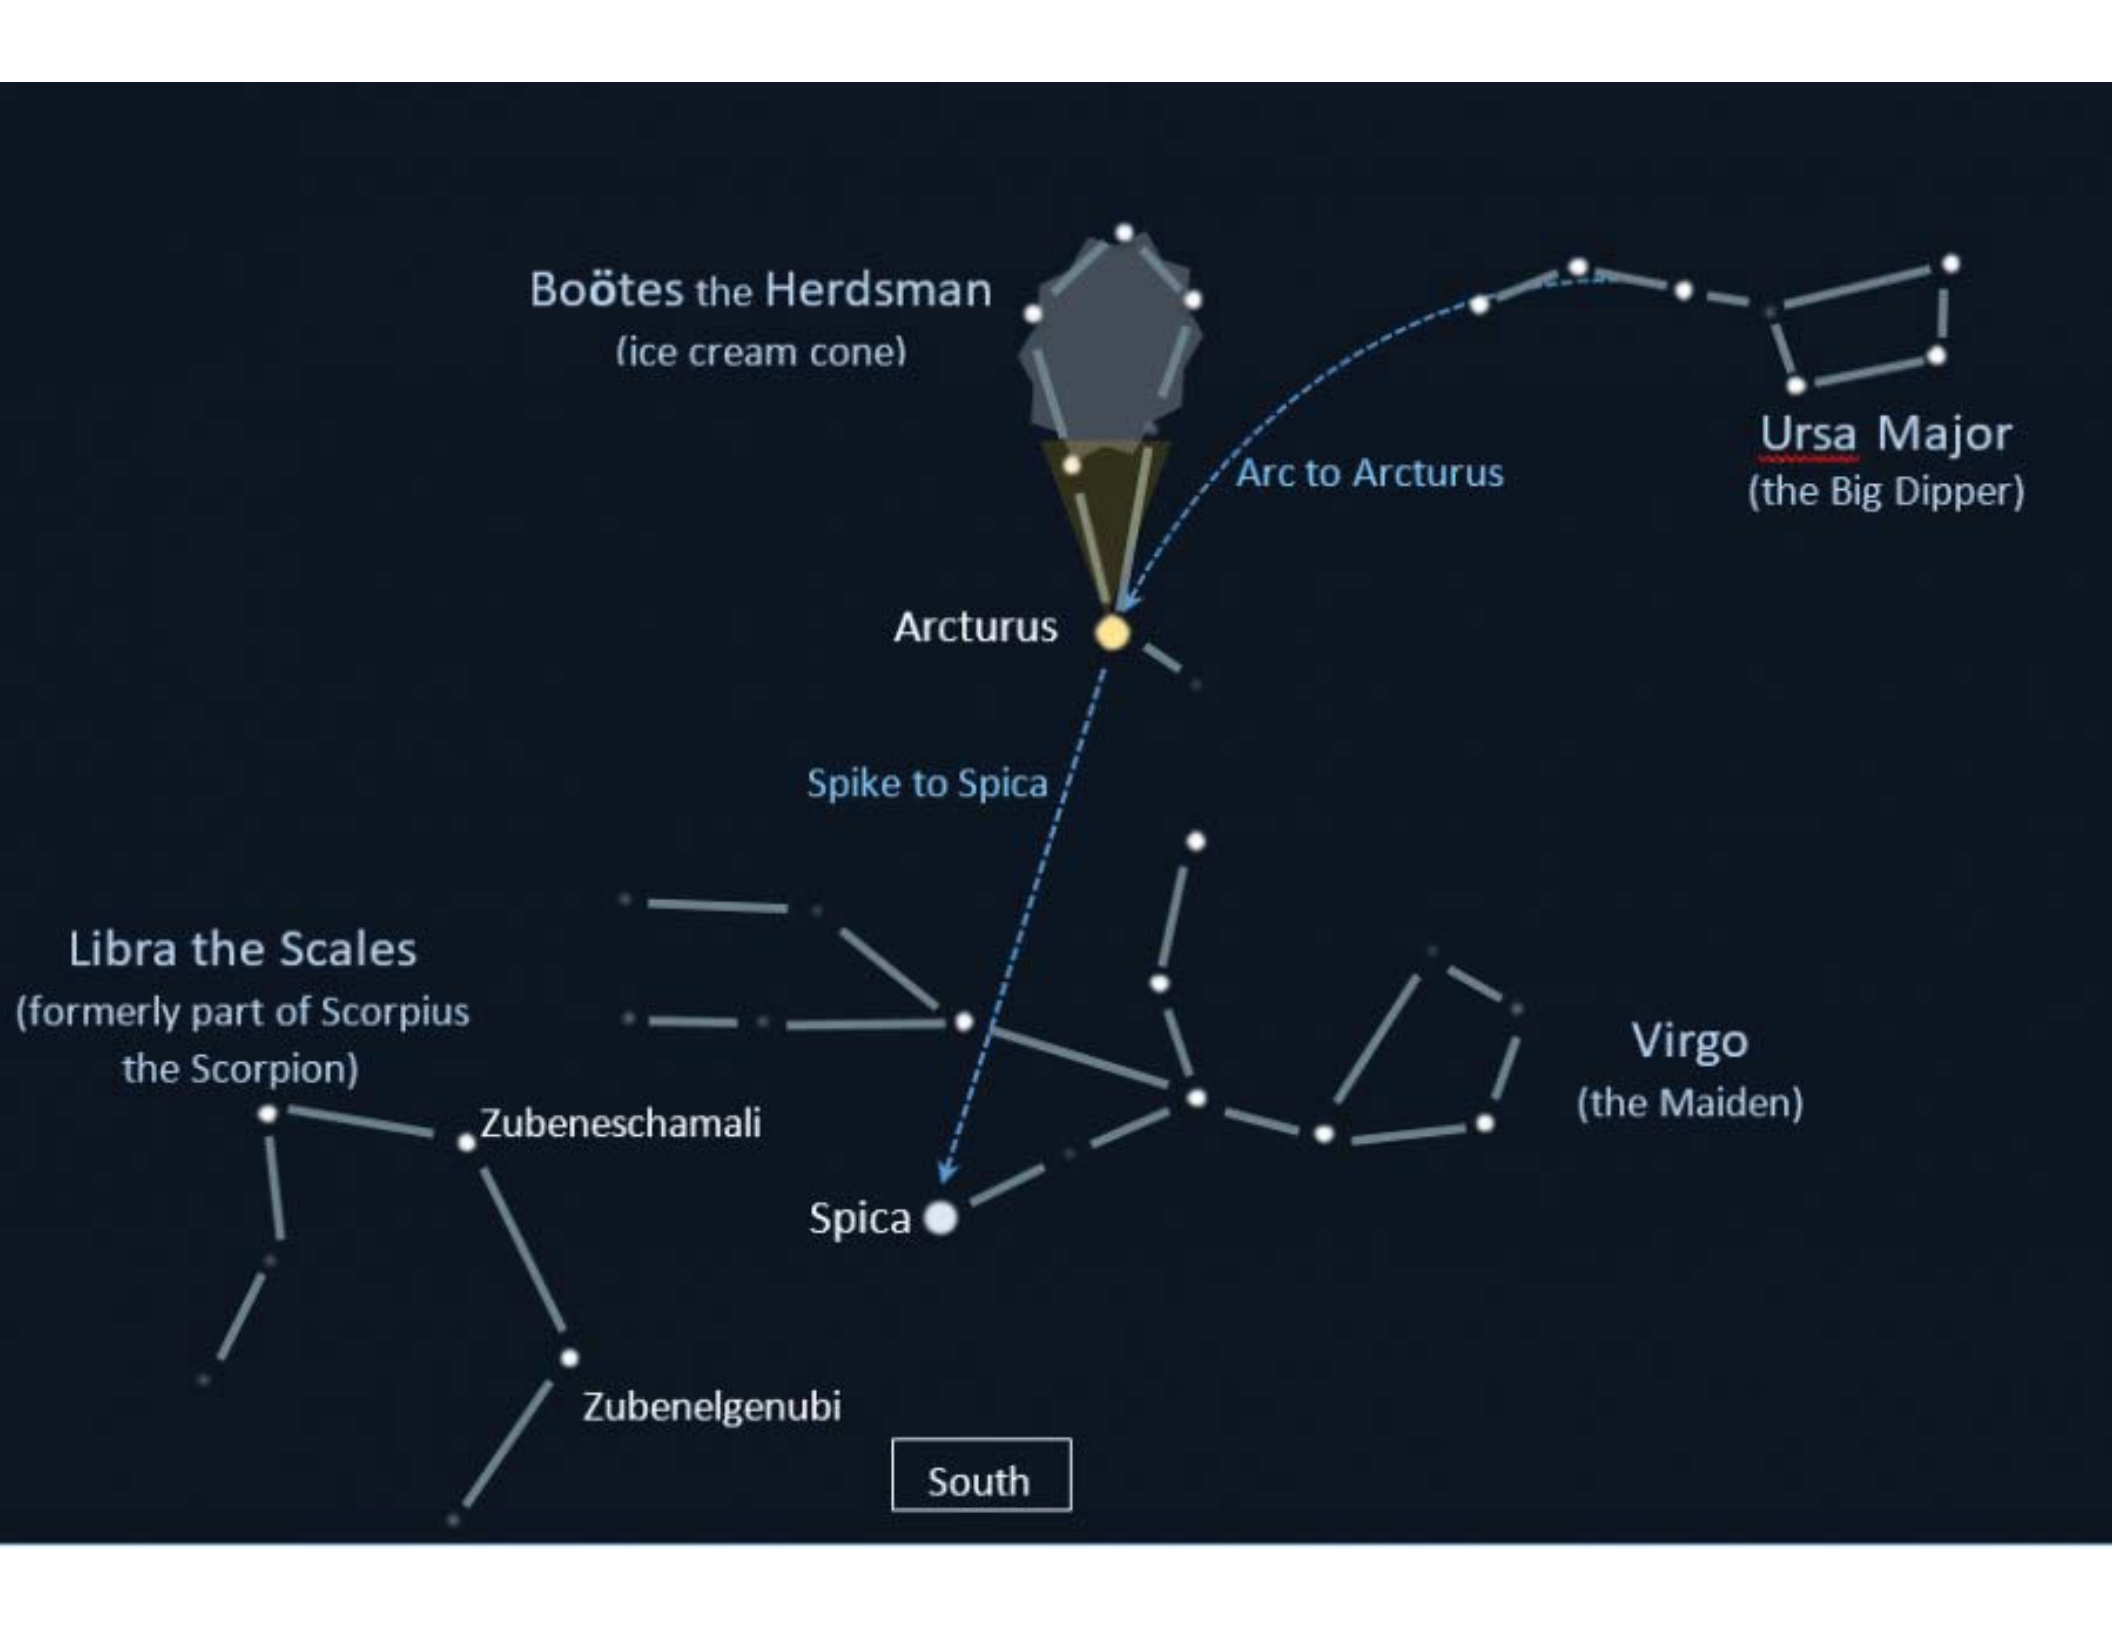 Boötes the Herdsman
(ice cream cone)
Ursa Major
(the Big Dipper)
Arc to Arcturus
Arcturus
Spike to Spica
Libra the Scales
(formerly part of Scorpius
the Scorpion)
Virgo
(the Maiden)
Zubeneschamali
Spica
Zubenelgenubi
South